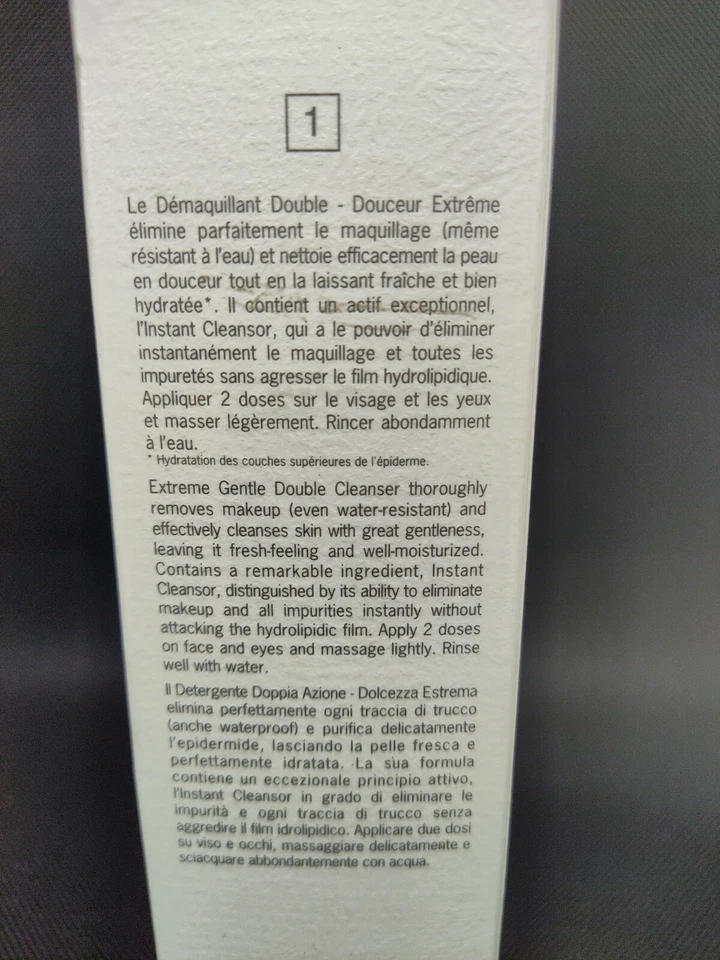 1
Le Démaquillant Double - Douceur Extrême
élimine parfaitement le maquillage (même
résistant à l'eau) et nettoie efficacement la peau
en douceur tout en la laissant fraîche et bien
hydratée*. Il contient un actif exceptionnel,
l'Instant Cleansor, qui a le pouvoir d'éliminer
instantanément le maquillage et toutes les
impuretés sans agresser le film hydrolipidique.
Appliquer 2 doses sur le visage et les yeux
et masser légèrement. Rincer abondamment
à l'eau.
* Hydratation des couches supérieures de l'épiderme.
Extreme Gentle Double Cleanser thoroughly
removes makeup (even water-resistant) and
effectively cleanses skin with great gentleness,
leaving it fresh-feeling and well-moisturized.
Contains a remarkable ingredient, Instant
Cleansor, distinguished by its ability to eliminate
makeup and all impurities instantly without
attacking the hydrolipidic film. Apply 2 doses
on face and eyes and massage lightly. Rinse
well with water.
Il Detergente Doppia Azione - Dolcezza Estrema
elimina perfettamente ogni traccia di trucco
(anche waterproof) e purifica delicatamente
l'epidermide, lasciando la pelle fresca e
perfettamente idratata. La sua formula
contiene un eccezionale principio attivo,
l'Instant Cleansor in grado di eliminare le
impurità e ogni traccia di trucco senza
aggredire il film idrolipidico. Applicare due dosi
su viso e occhi, massaggiare delicatamente e
sciacquare abbondantemente con acqua.